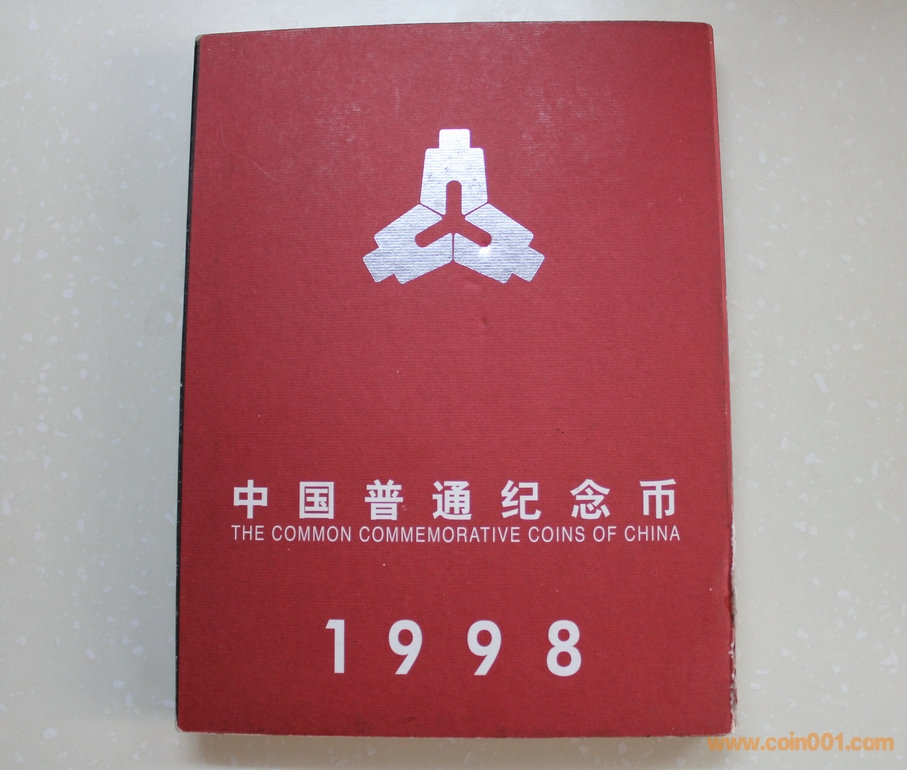 中国普通纪念币
THE COMMON COMMEMORATIVE COINS OF CHINA
1998
www.coin001.com